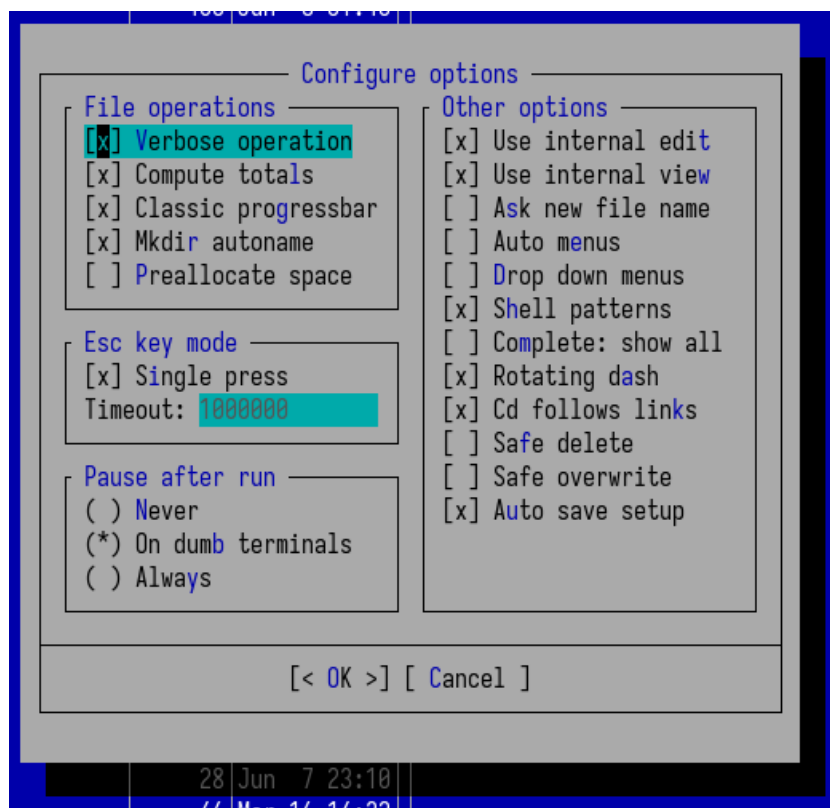 Configure options
File operations
[x] Verbose operation
[x] Compute totals
[x] Classic progressbar
[x] Mkdir autoname
[ ] Preallocate space
Esc key mode
[x] Single press
Timeout: 1000000
Pause after run
( ) Never
(*) On dumb terminals
( ) Always
Other options
[x] Use internal edit
[x] Use internal view
[ ] Ask new file name
[ ] Auto menus
[ ] Drop down menus
[x] Shell patterns
[ ] Complete: show all
[x] Rotating dash
[x] Cd follows links
[ ] Safe delete
[ ] Safe overwrite
[x] Auto save setup
[< OK >] [ Cancel ]
28 Jun 7 23:10